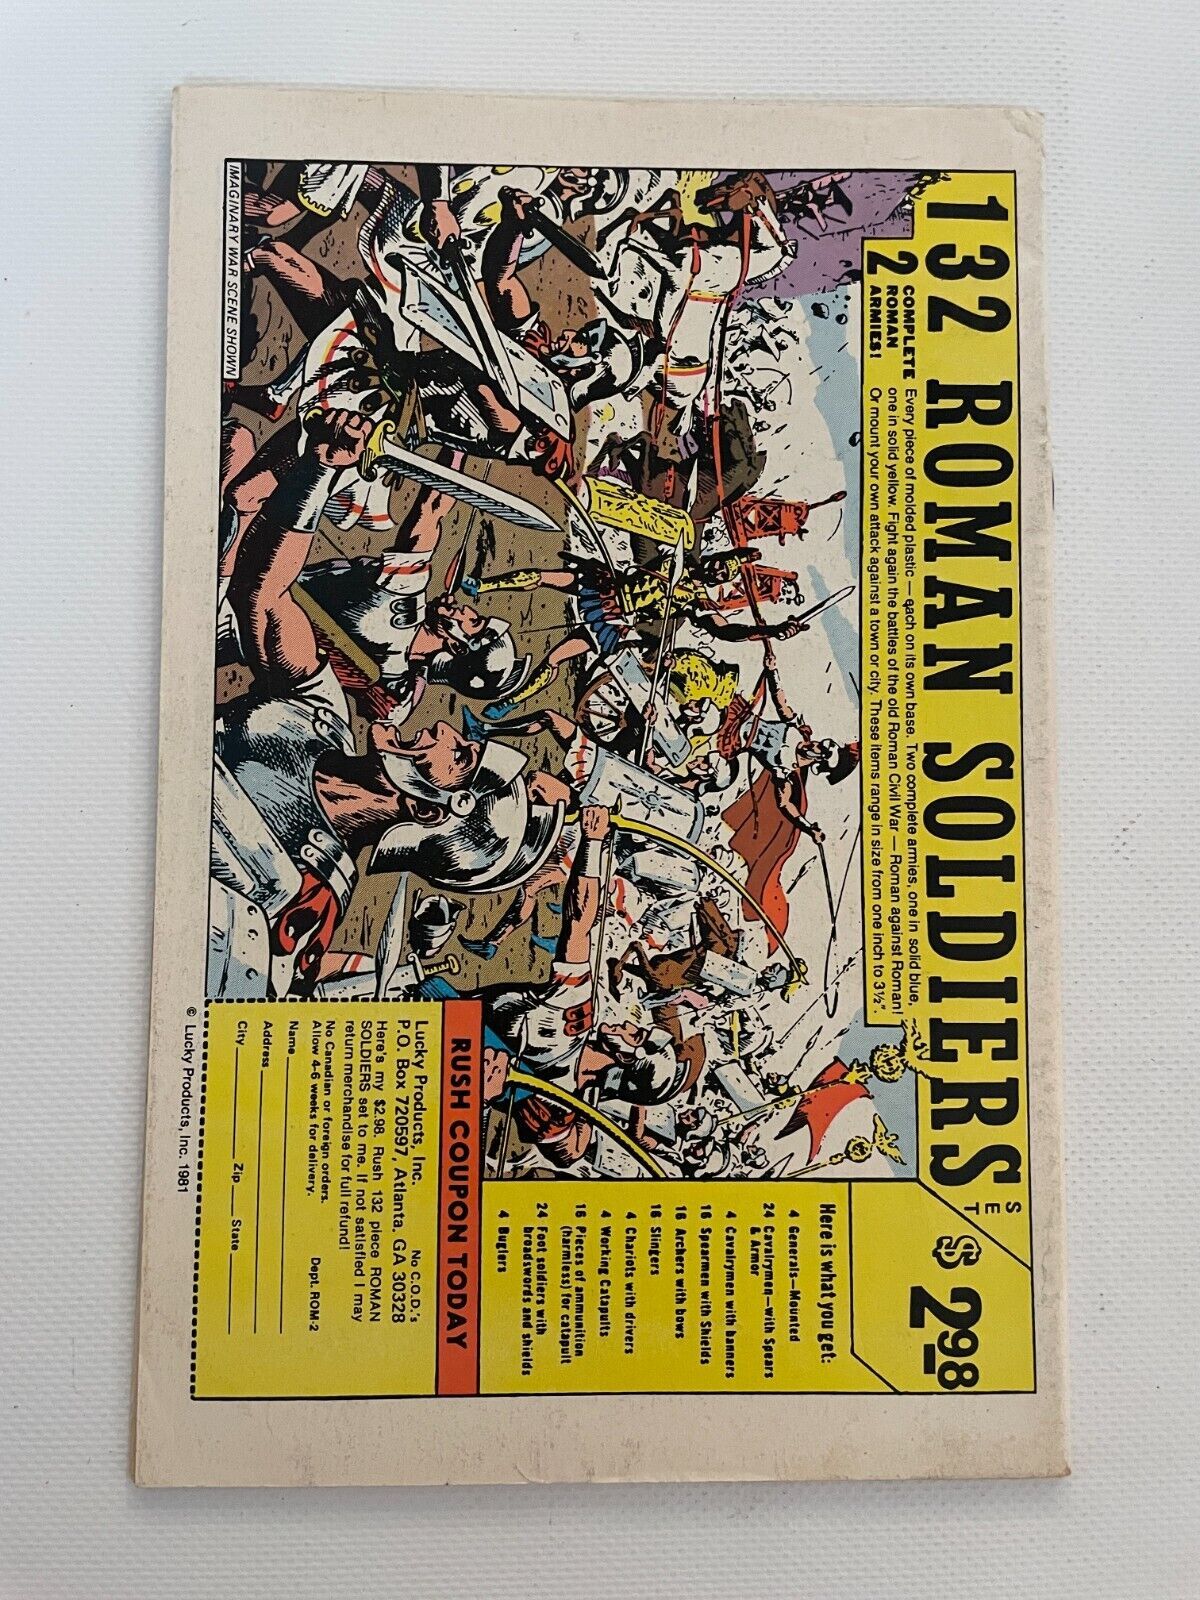 132 ROMAN SOLDIERS SET $2.98
2 COMPLETE ROMAN ARMIES!
Every piece of molded plastic — each on its own base. Two complete armies, one in solid blue,
one in solid yellow. Fight again the battles of the old Roman Civil War — Roman against Roman!
Or mount your own attack against a town or city. These items range in size from one inch to 3½".
Here is what you get:
4 Generals—Mounted
24 Cavalrymen—with Spears
& Armor
4 Cavalrymen with banners
16 Spearmen with Shields
16 Archers with bows
16 Slingers
4 Chariots with drivers
4 Working Catapults
16 Pieces of ammunition
(harmless) for catapult
24 Foot soldiers with
broadswords and shields
4 Buglers
RUSH COUPON TODAY
Lucky Products, Inc. No C.O.D.'s
P.O. Box 720597, Atlanta, GA 30328
Here's my $2.98. Rush 132 piece ROMAN
SOLDIERS set to me. If not satisfied I may
return merchandise for full refund!
No Canadian or foreign orders.
Allow 4-6 weeks for delivery. Dept. ROM-2
Name
Address
City Zip State
IMAGINARY WAR SCENE SHOWN
© Lucky Products, Inc. 1981